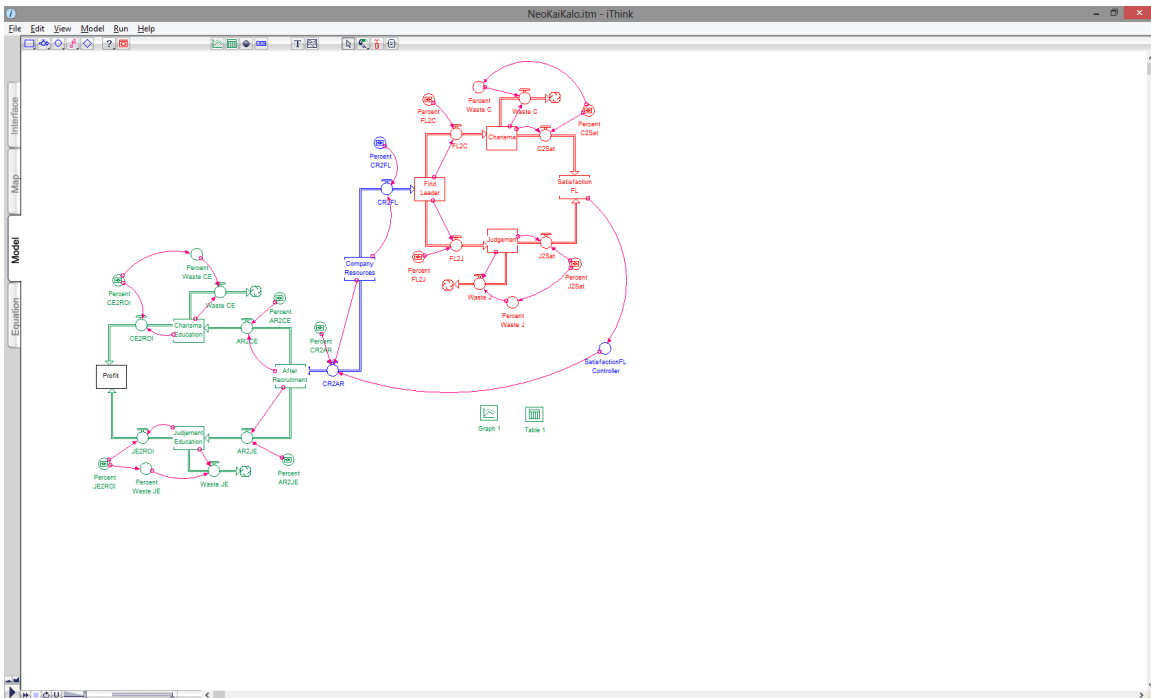 NeoKaiKalo.itm - iThink
File Edit View Model Run Help
Interface
Map
Model
Equation
Percent
Waste C
Waste C
Percent
FL2C
Percent
C2Sat
FL2C
Charisma
C2Sat
Percent
CR2FL
Find
Leader
Satisfaction
FL
CR2FL
Judgement
FL2J
J2Sat
Percent
FL2J
Percent
J2Sat
Waste J
Percent
Waste J
Company
Resources
Percent
Waste CE
Percent
CE2ROI
Waste CE
Percent
AR2CE
Charisma
Education
CE2ROI
AR2CE
Percent
CR2AR
SatisfactionFL
Controller
Profit
After
Recruitment
CR2AR
Graph 1
Table 1
Judjement
Education
JE2ROI
AR2JE
Percent
JE2ROI
Percent
Waste JE
Waste JE
Percent
AR2JE